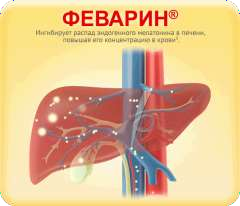 ФЕВАРИН®
Ингибирует распад эндогенного мелатонина в печени,
повышая его концентрацию в крови¹.